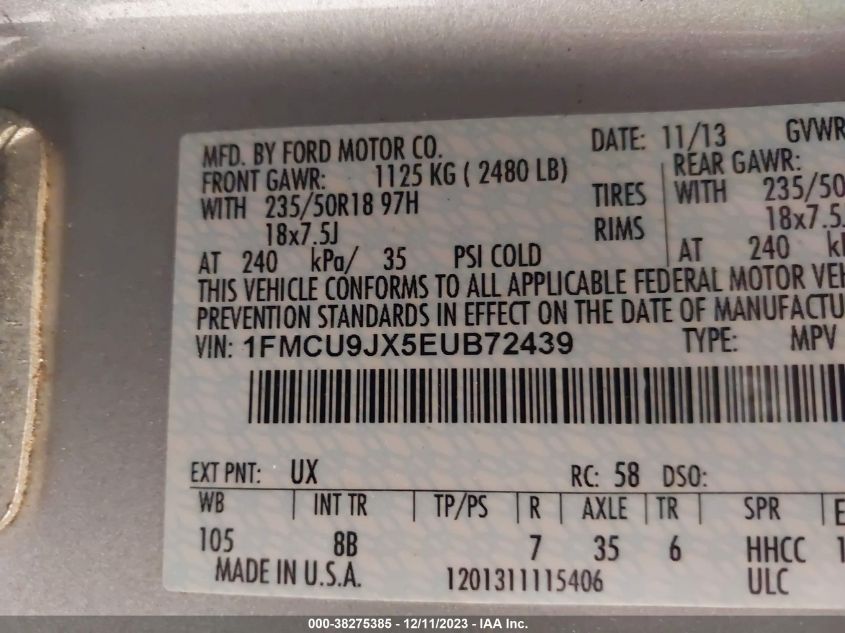 MFD. BY FORD MOTOR CO. DATE: 11/13 GVWR
FRONT GAWR: 1125 KG ( 2480 LB) REAR GAWR:
WITH 235/50R18 97H TIRES WITH 235/50
18x7.5J RIMS 18x7.5J
AT 240 kPa/ 35 PSI COLD AT 240
THIS VEHICLE CONFORMS TO ALL APPLICABLE FEDERAL MOTOR VEH
PREVENTION STANDARDS IN EFFECT ON THE DATE OF MANUFACTU
VIN: 1FMCU9JX5EUB72439 TYPE: MPV
EXT PNT: UX RC: 58 DSO:
WB INT TR TP/PS R AXLE TR SPR
105 8B 7 35 6 HHCC
MADE IN U.S.A. 1201311115406 ULC
000-38275385 - 12/11/2023 - IAA Inc.